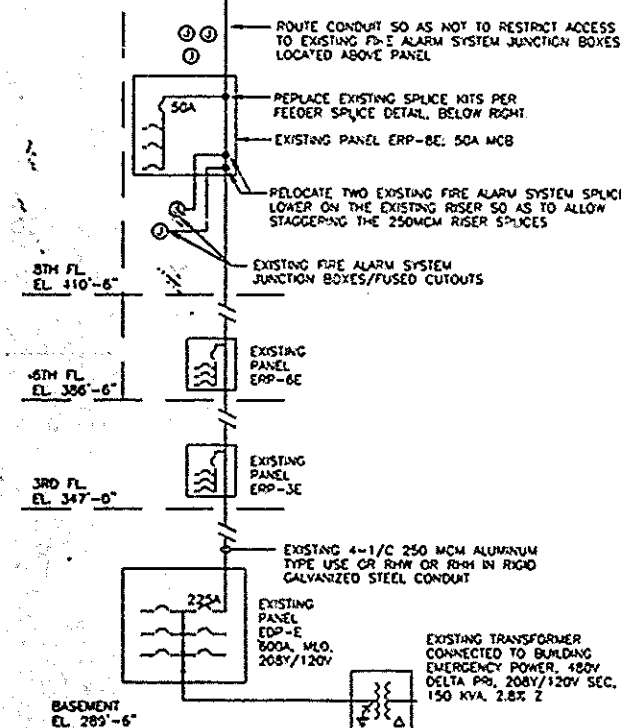 ROUTE CONDUIT SO AS NOT TO RESTRICT ACCESS
TO EXISTING FIRE ALARM SYSTEM JUNCTION BOXES
LOCATED ABOVE PANEL
J J
J
50A
REPLACE EXISTING SPLICE KITS PER
FEEDER SPLICE DETAIL, BELOW RIGHT.
EXISTING PANEL ERP-8E; 50A MCB
RELOCATE TWO EXISTING FIRE ALARM SYSTEM SPLICE
LOWER ON THE EXISTING RISER SO AS TO ALLOW
STAGGERING THE 250MCM RISER SPLICES
J
J
EXISTING FIRE ALARM SYSTEM
JUNCTION BOXES/FUSED CUTOUTS
8TH FL.
EL. 410'-6"
EXISTING
PANEL
ERP-6E
6TH FL.
EL. 386'-6"
EXISTING
PANEL
ERP-3E
3RD FL.
EL. 347'-0"
EXISTING 4-1/C 250 MCM ALUMINUM
TYPE USE OR RHW OR RHH IN RIGID
GALVANIZED STEEL CONDUIT
225A
EXISTING
PANEL
EDP-E
600A, MLO,
208Y/120V
EXISTING TRANSFORMER
CONNECTED TO BUILDING
EMERGENCY POWER, 480V
DELTA PRI, 208Y/120V SEC,
150 KVA, 2.8% Z
BASEMENT
EL. 289'-6"